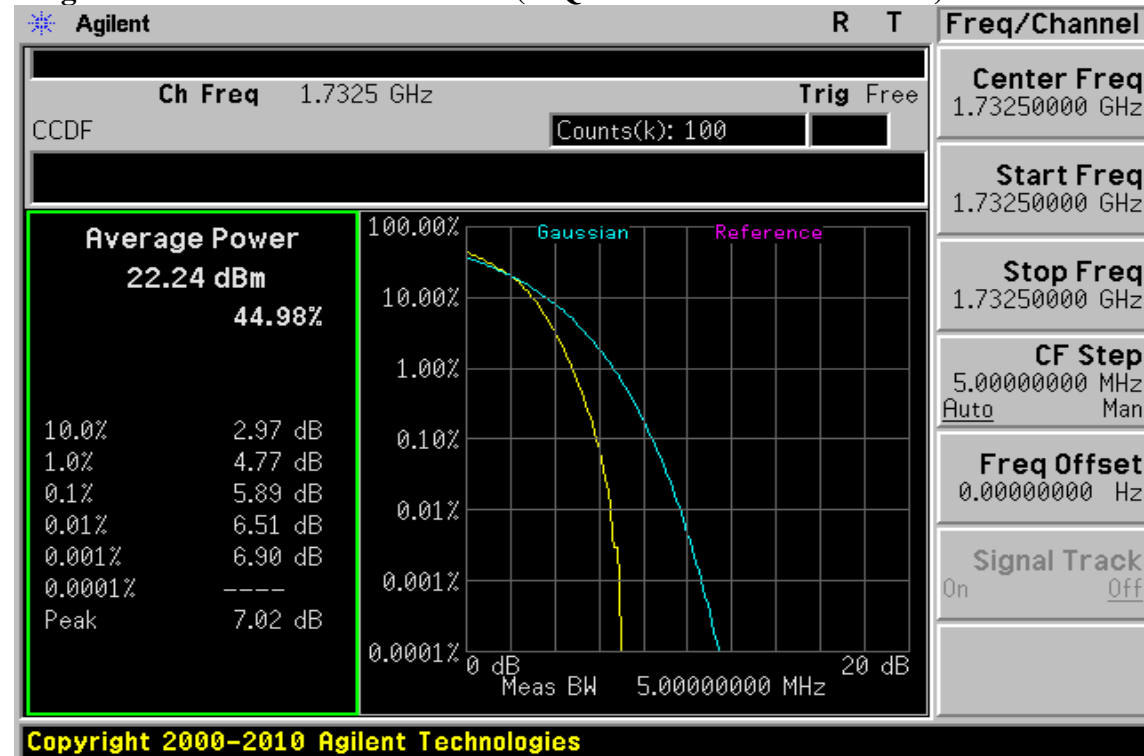 Agilent R T
Ch Freq 1.7325 GHz Trig Free
CCDF Counts(k): 100
Average Power
22.24 dBm
44.98%
10.0% 2.97 dB
1.0% 4.77 dB
0.1% 5.89 dB
0.01% 6.51 dB
0.001% 6.90 dB
0.0001% ----
Peak 7.02 dB
Gaussian Reference
100.00%
10.00%
1.00%
0.10%
0.01%
0.001%
0.0001%
0 dB 20 dB
Meas BW 5.00000000 MHz
Freq/Channel
Center Freq
1.73250000 GHz
Start Freq
1.73250000 GHz
Stop Freq
1.73250000 GHz
CF Step
5.00000000 MHz
Auto Man
Freq Offset
0.00000000 Hz
Signal Track
On Off
Copyright 2000-2010 Agilent Technologies